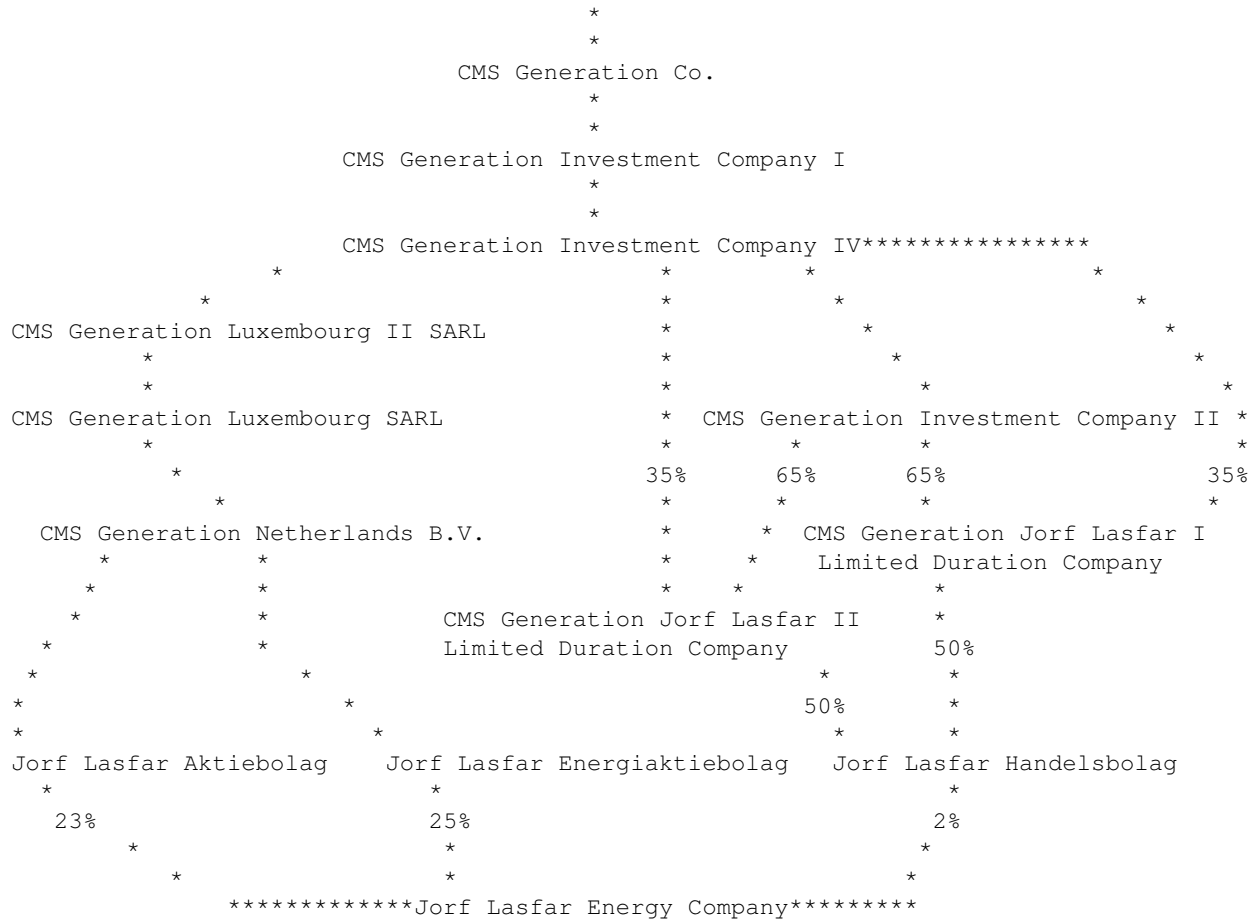 *
*
CMS Generation Co.
*
*
CMS Generation Investment Company I
*
*
CMS Generation Investment Company IV****************
* * * *
* * * *
CMS Generation Luxembourg II SARL * * *
* * * *
* * * *
CMS Generation Luxembourg SARL * CMS Generation Investment Company II *
* * * * *
* 35% 65% 65% 35%
* * * * *
CMS Generation Netherlands B.V. * * CMS Generation Jorf Lasfar I
* * * * Limited Duration Company
* * * * *
* * CMS Generation Jorf Lasfar II *
* * Limited Duration Company 50%
* * * *
* * 50% *
* * * *
Jorf Lasfar Aktiebolag Jorf Lasfar Energiaktiebolag Jorf Lasfar Handelsbolag
* * *
23% 25% 2%
* * *
* * *
*************Jorf Lasfar Energy Company*********